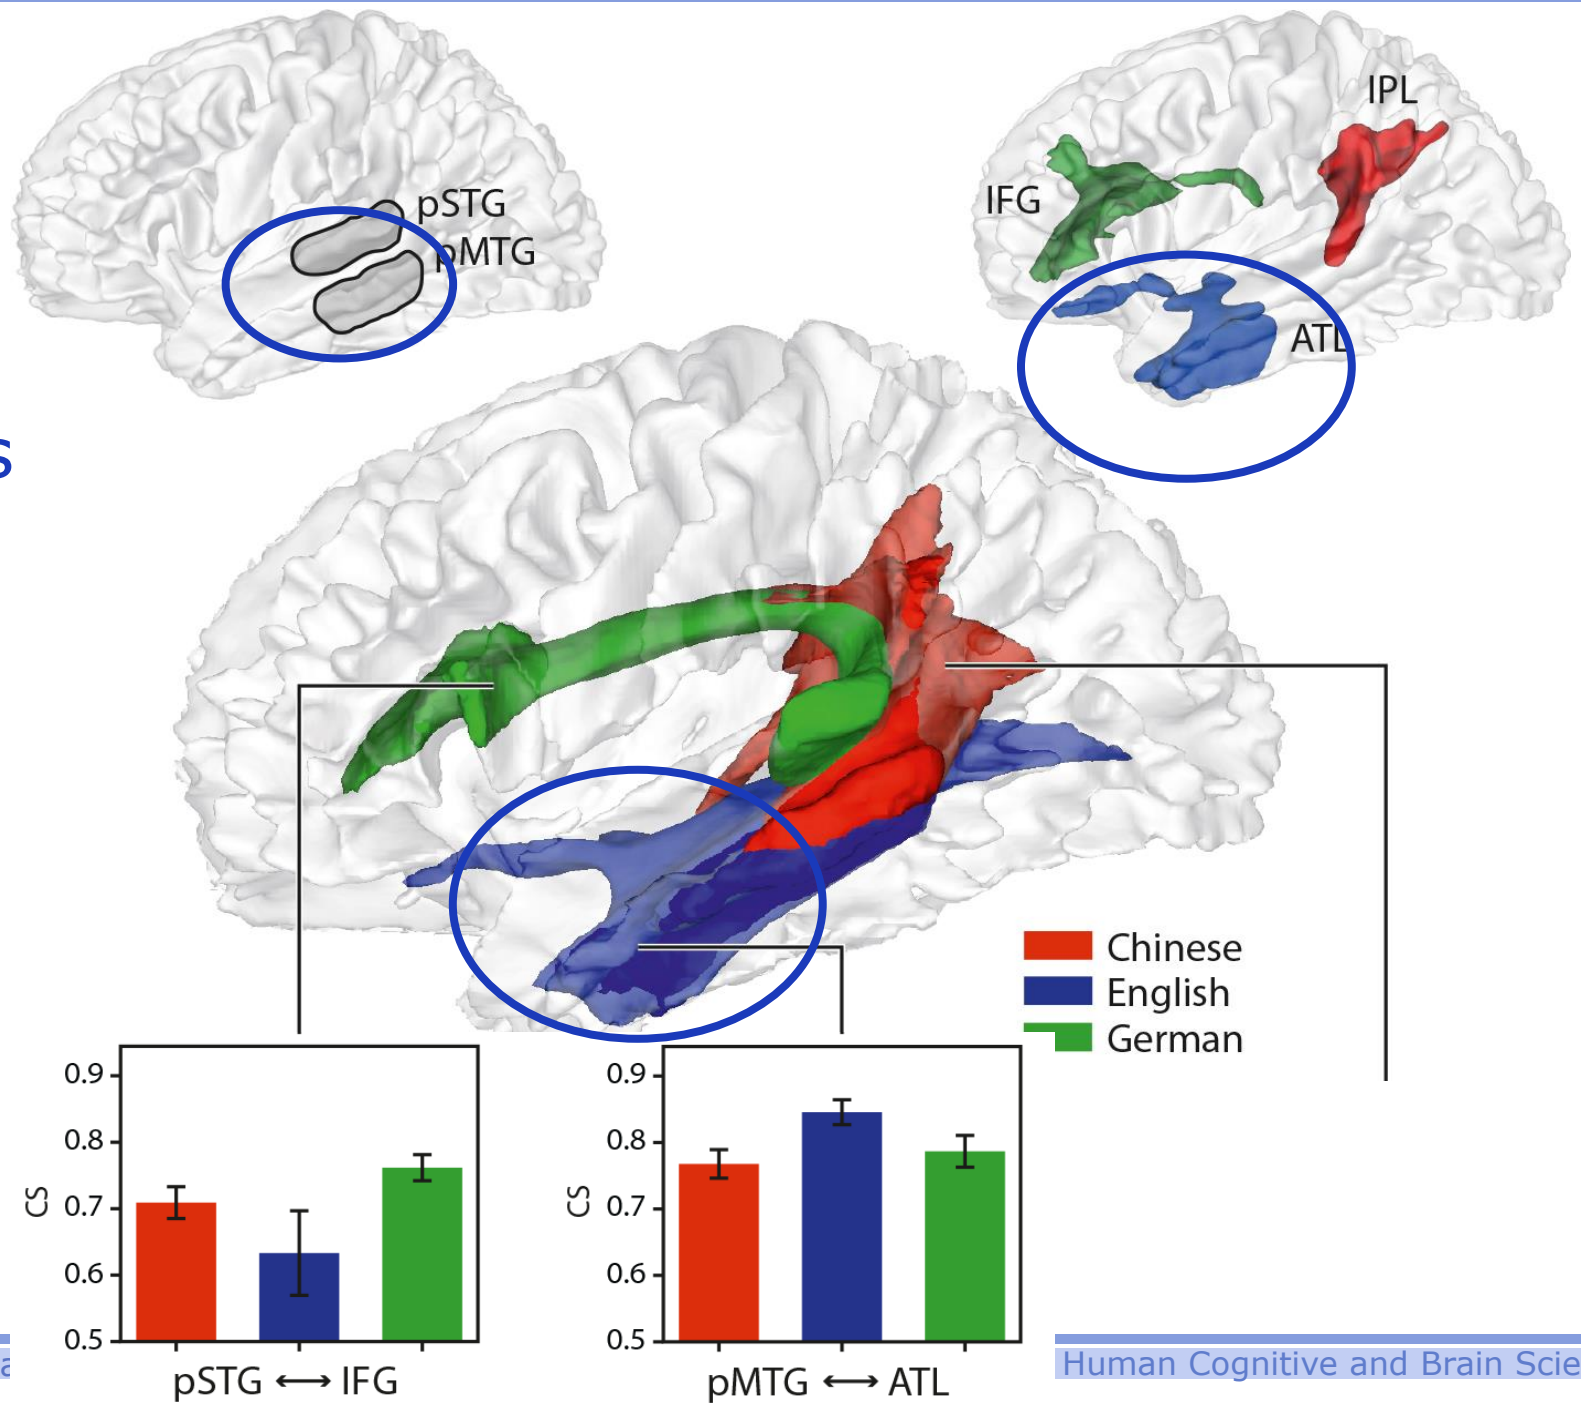 IPL
pSTG
IFG
pMTG
ATL
s
Chinese
English
German
0.9
0.8
0.7
0.6
0.5
CS
pSTG ↔ IFG
0.9
0.8
0.7
0.6
0.5
CS
pMTG ↔ ATL
a
Human Cognitive and Brain Scie